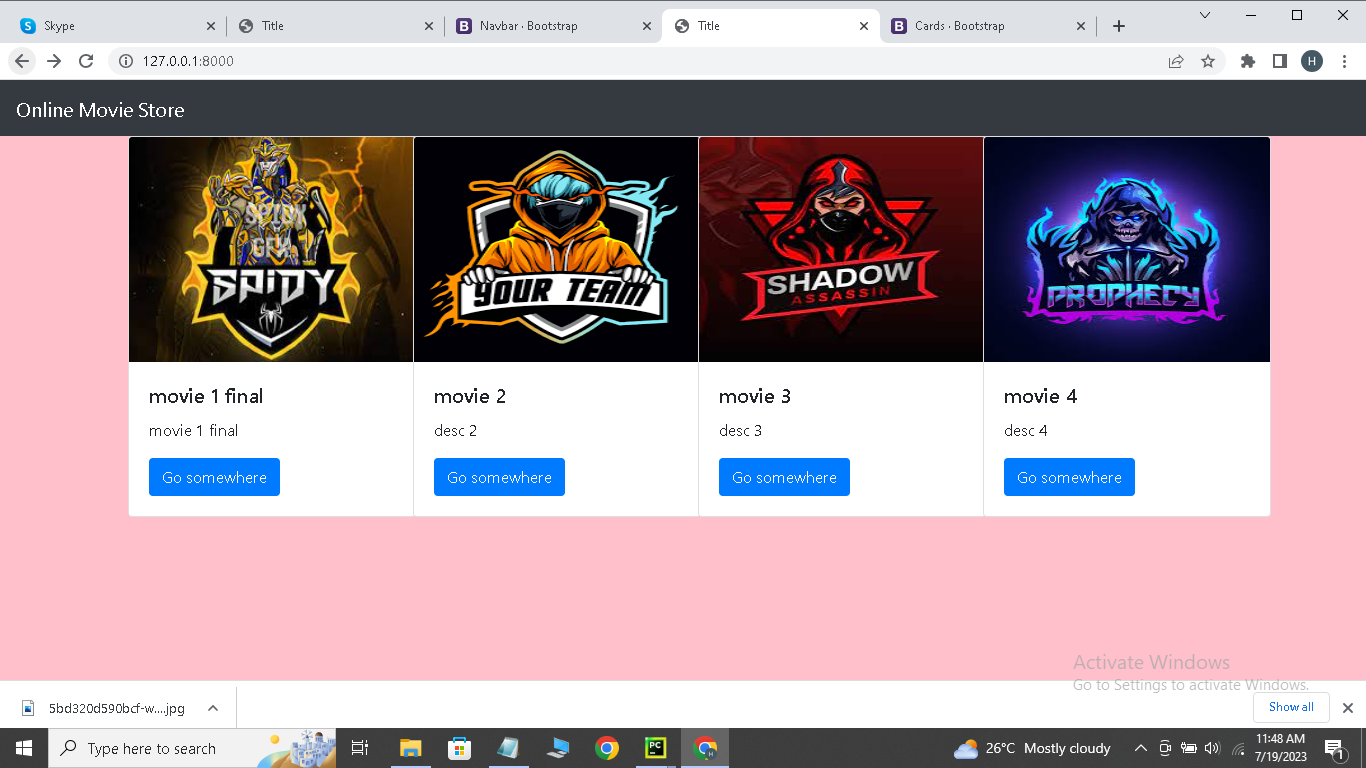 Skype
Title
Navbar · Bootstrap
Title
Cards · Bootstrap
127.0.0.1:8000
H
Online Movie Store
SPIDY
GFX
SPIDY
YOUR TEAM
SHADOW
ASSASSIN
PROPHECY
movie 1 final
movie 2
movie 3
movie 4
movie 1 final
desc 2
desc 3
desc 4
Go somewhere
Go somewhere
Go somewhere
Go somewhere
Activate Windows
Go to Settings to activate Windows.
5bd320d590bcf-w....jpg
Show all
Type here to search
PC
H
26°C Mostly cloudy
11:48 AM
7/19/2023
1